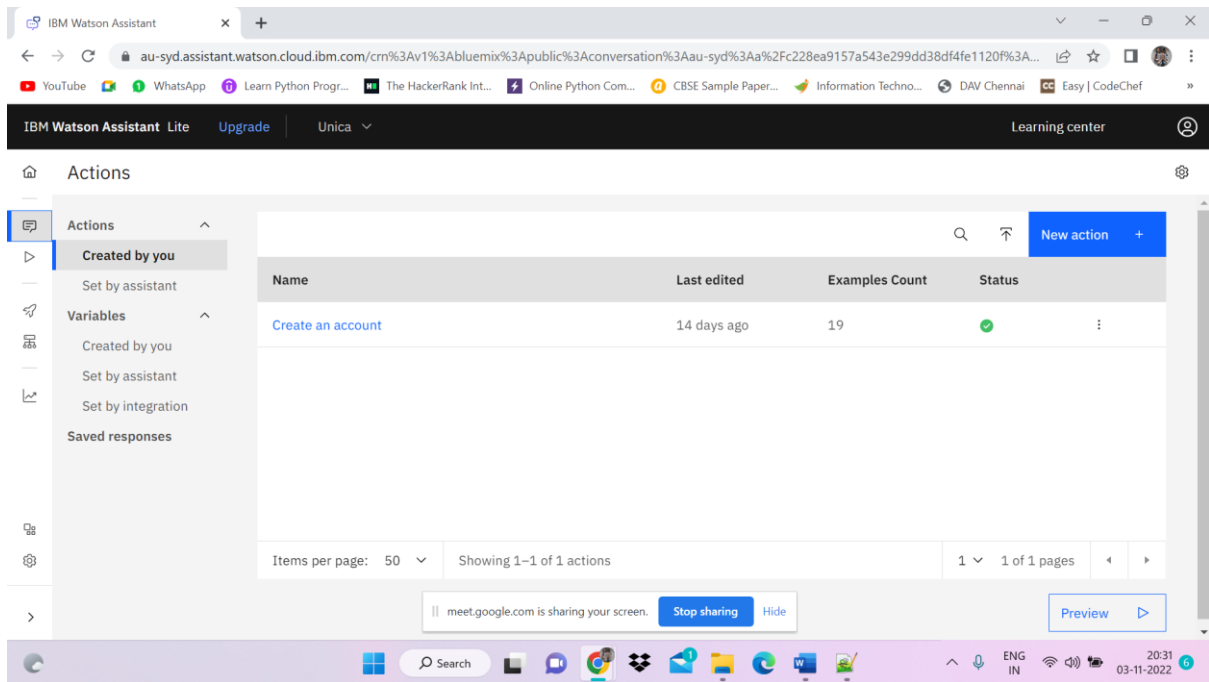 IBM Watson Assistant
au-syd.assistant.watson.cloud.ibm.com/crn%3Av1%3Abluemix%3Apublic%3Aconversation%3Aau-syd%3Aa%2Fc228ea9157a543e299dd38df4fe1120f%3A...
YouTube WhatsApp Learn Python Progr... The HackerRank Int... Online Python Com... CBSE Sample Paper... Information Techno... DAV Chennai CC Easy | CodeChef »
IBM Watson Assistant Lite Upgrade Unica Learning center
Actions
Actions
Created by you
Set by assistant
Variables
Created by you
Set by assistant
Set by integration
Saved responses
New action +
Name Last edited Examples Count Status
Create an account 14 days ago 19
Items per page: 50 Showing 1–1 of 1 actions 1 1 of 1 pages
meet.google.com is sharing your screen. Stop sharing Hide
Preview
Search 1 ENG 20:31
IN 03-11-2022 6